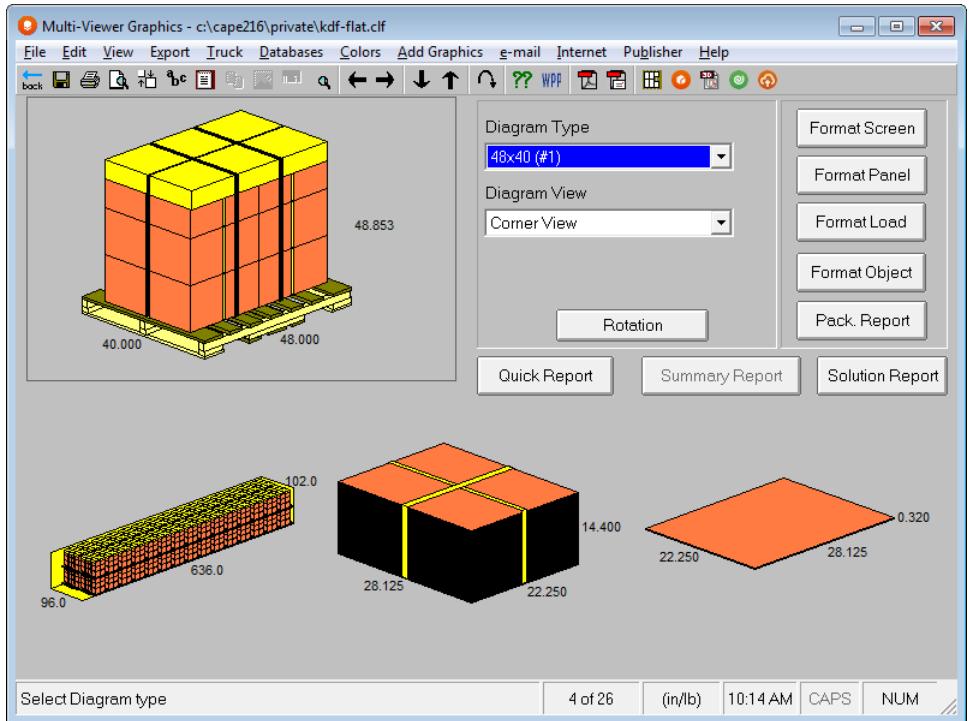 Multi-Viewer Graphics - c:\cape216\private\kdf-flat.clf
File Edit View Export Truck Databases Colors Add Graphics e-mail Internet Publisher Help
back abc ?? WPP
Diagram Type
48x40 (#1)
Diagram View
Corner View
Rotation
Format Screen
Format Panel
Format Load
Format Object
Pack. Report
48.853
40.000
48.000
Quick Report Summary Report Solution Report
102.0
636.0
96.0
14.400
28.125
22.250
0.320
22.250
28.125
Select Diagram type 4 of 26 (in/lb) 10:14 AM CAPS NUM